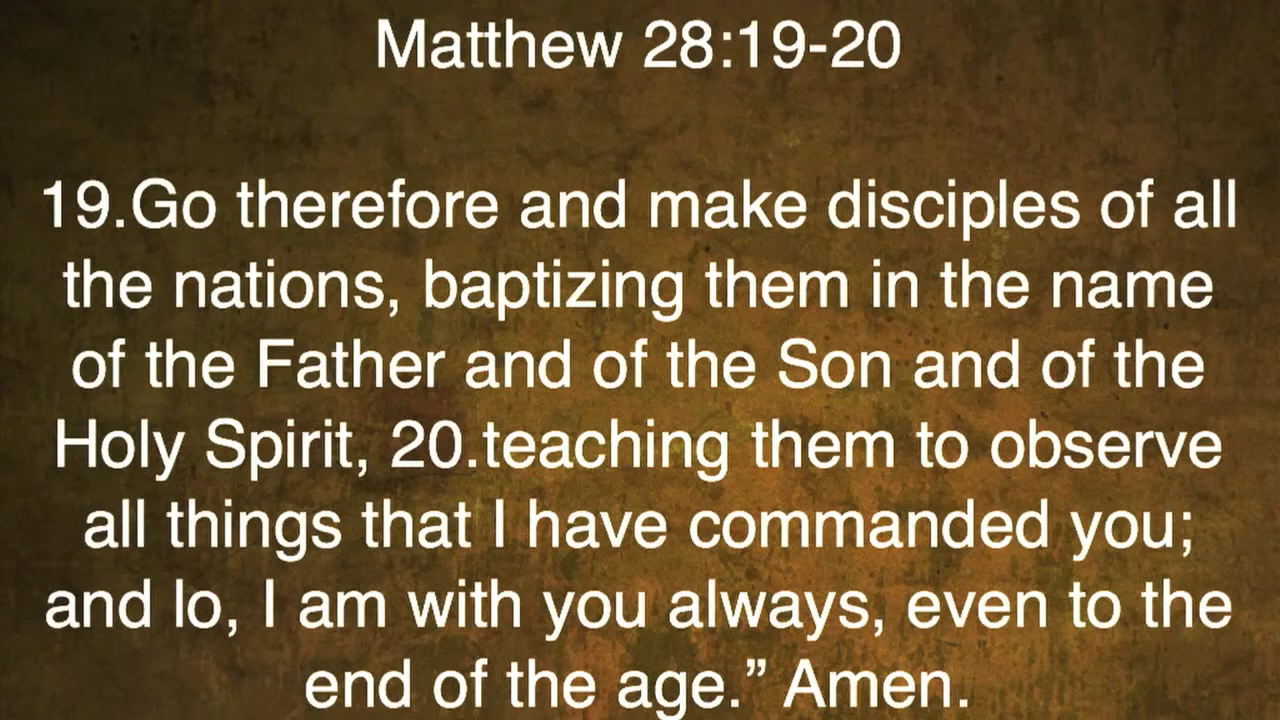 Matthew 28:19-20
19.Go therefore and make disciples of all
the nations, baptizing them in the name
of the Father and of the Son and of the
Holy Spirit, 20.teaching them to observe
all things that I have commanded you;
and lo, I am with you always, even to the
end of the age.” Amen.